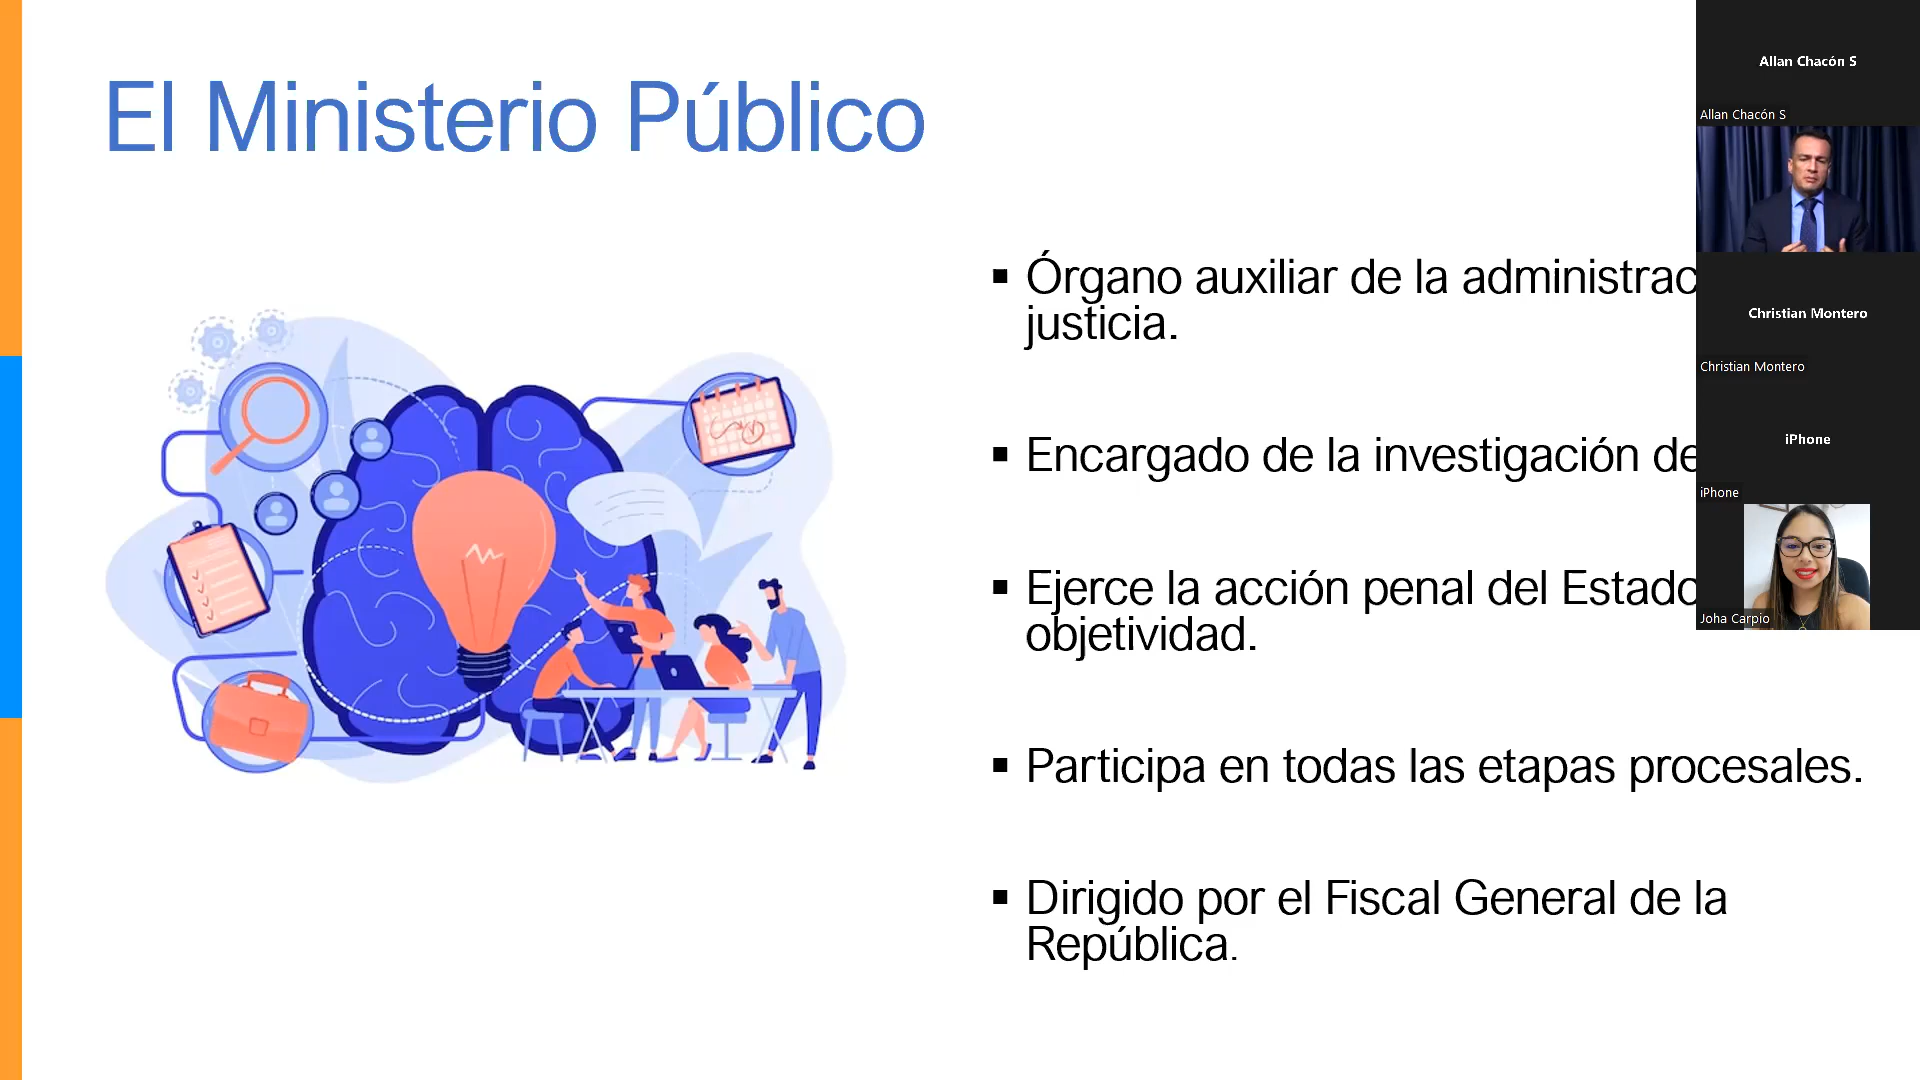 El Ministerio Público
▪ Órgano auxiliar de la administrac
justicia.
▪ Encargado de la investigación de
▪ Ejerce la acción penal del Estado
objetividad.
▪ Participa en todas las etapas procesales.
▪ Dirigido por el Fiscal General de la
República.
Allan Chacón S
Allan Chacón S
Christian Montero
Christian Montero
iPhone
iPhone
Joha Carpio